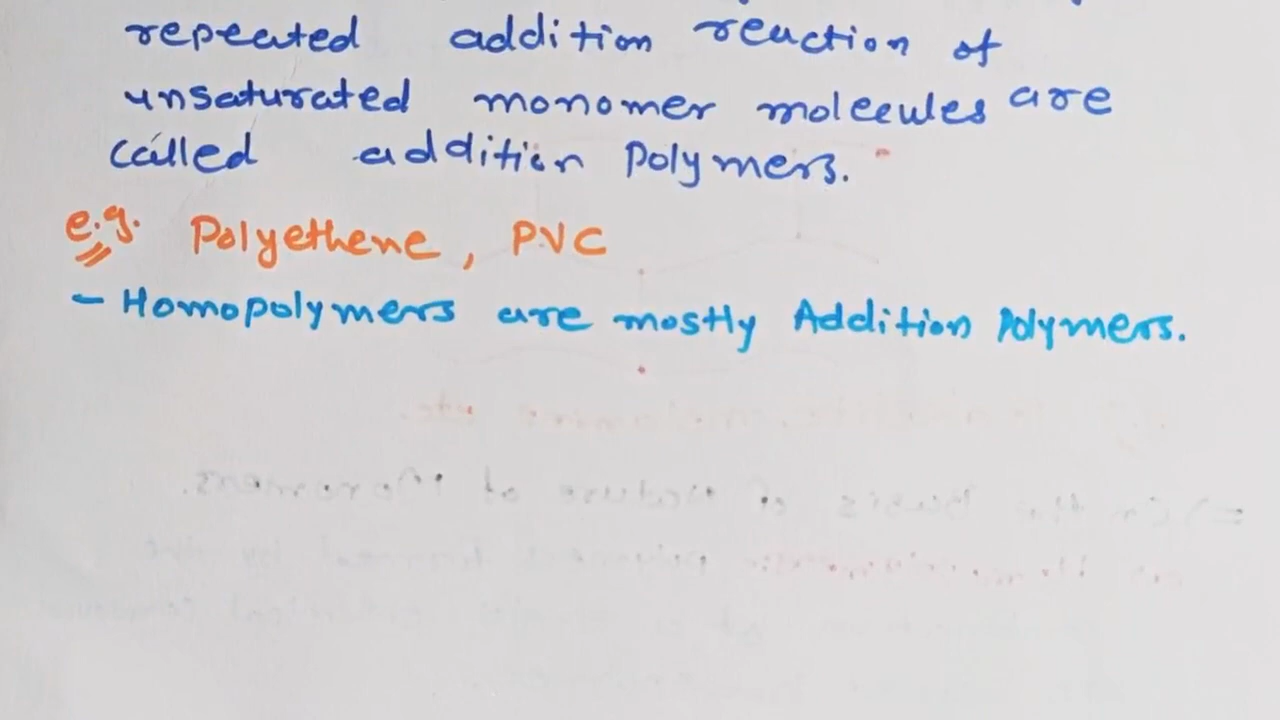 repeated addition reaction of
unsaturated monomer molecules are
called addition Polymers.
e.g. Polyethene, PVC
- Homopolymers are mostly Addition Polymers.